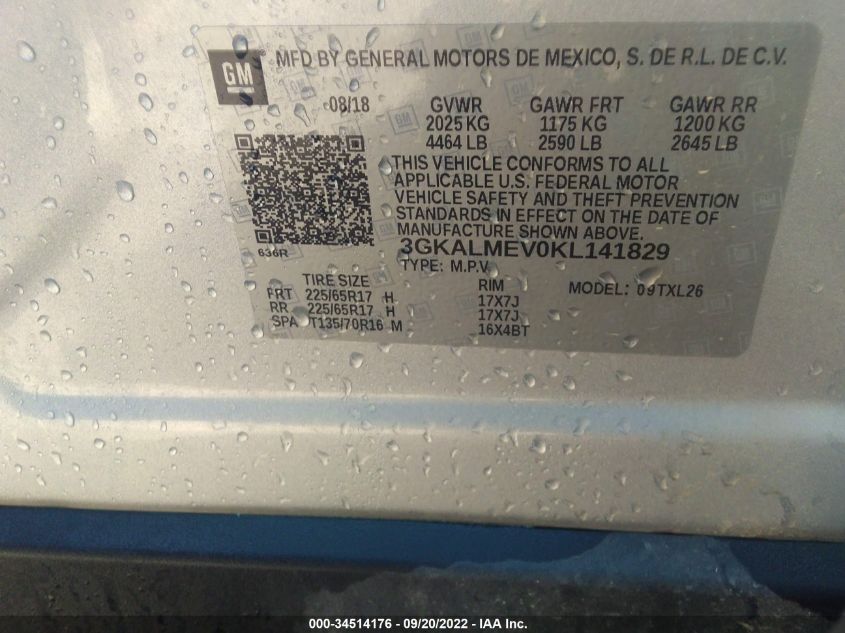 GM
MFD BY GENERAL MOTORS DE MEXICO, S. DE R.L. DE C.V.
08/18 GVWR GAWR FRT GAWR RR
2025 KG 1175 KG 1200 KG
4464 LB 2590 LB 2645 LB
THIS VEHICLE CONFORMS TO ALL
APPLICABLE U.S. FEDERAL MOTOR
VEHICLE SAFETY AND THEFT PREVENTION
STANDARDS IN EFFECT ON THE DATE OF
MANUFACTURE SHOWN ABOVE.
636R
3GKALMEV0KL141829
TYPE: M.P.V
TIRE SIZE RIM MODEL: 09TXL26
FRT 225/65R17 H 17X7J
RR 225/65R17 H 17X7J
SPA T135/70R16 M 16X4BT
000-34514176 - 09/20/2022 - IAA Inc.